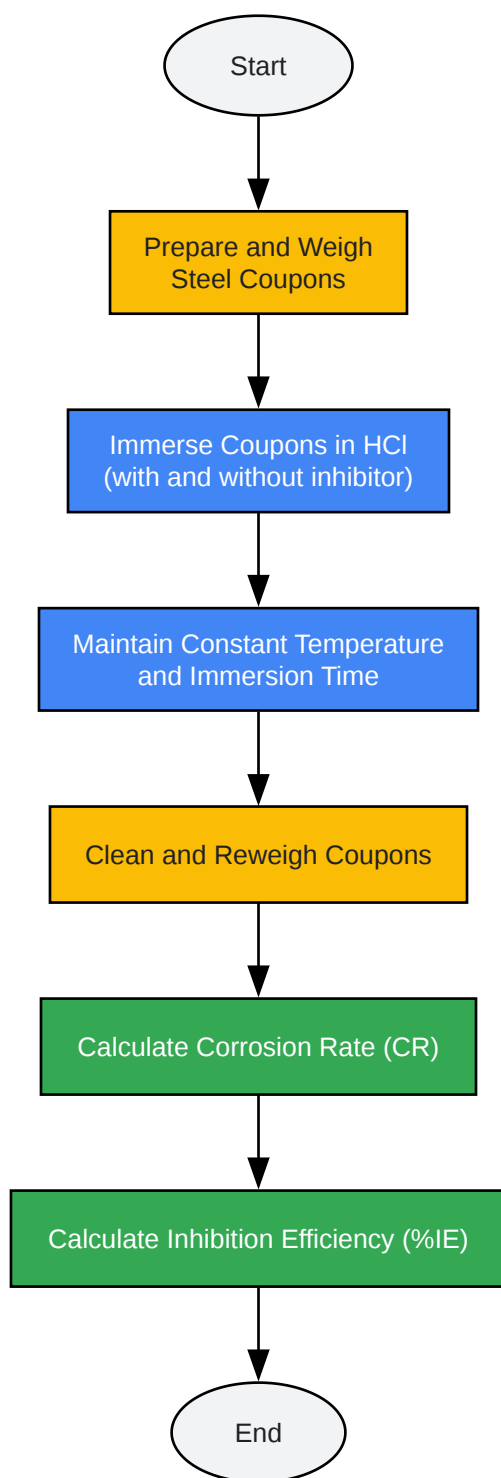 Start
Prepare and Weigh
Steel Coupons
Immerse Coupons in HCl
(with and without inhibitor)
Maintain Constant Temperature
and Immersion Time
Clean and Reweigh Coupons
Calculate Corrosion Rate (CR)
Calculate Inhibition Efficiency (%IE)
End